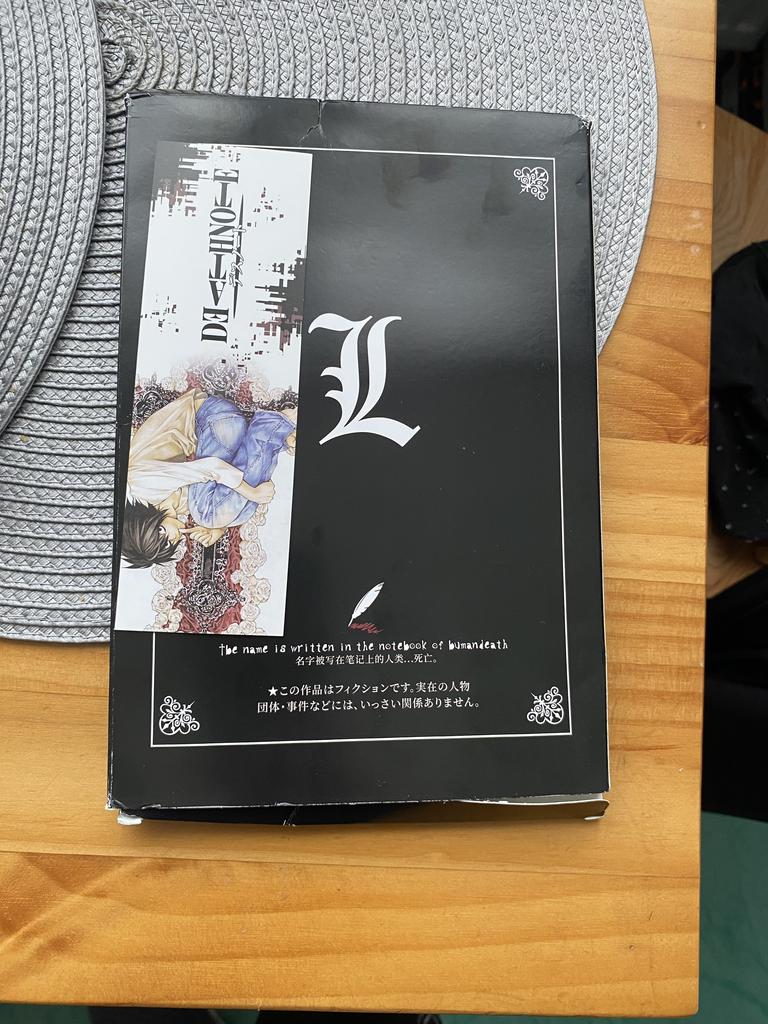 DEATH NOTE
L
The name is written in the notebook of humandeath
名字被写在笔记上的人类...死亡。
★この作品はフィクションです。実在の人物
団体・事件などには、いっさい関係ありません。